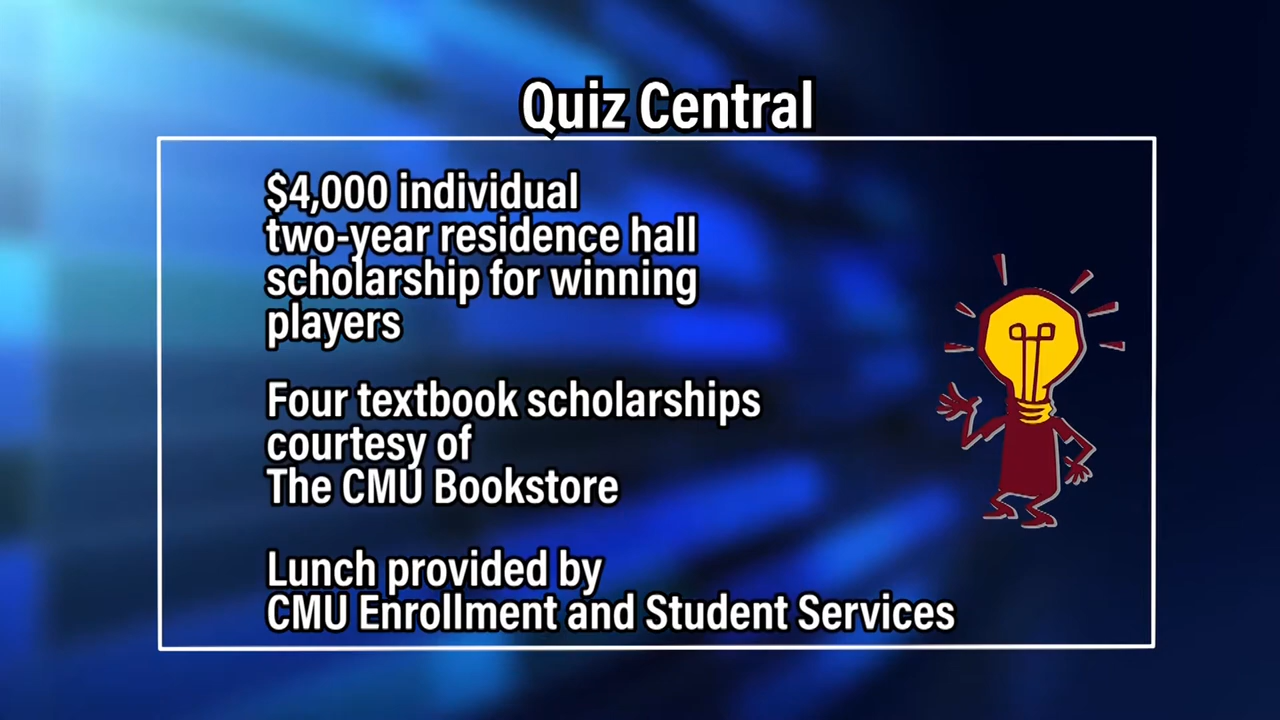 Quiz Central
$4,000 individual
two-year residence hall
scholarship for winning
players
Four textbook scholarships
courtesy of
The CMU Bookstore
Lunch provided by
CMU Enrollment and Student Services